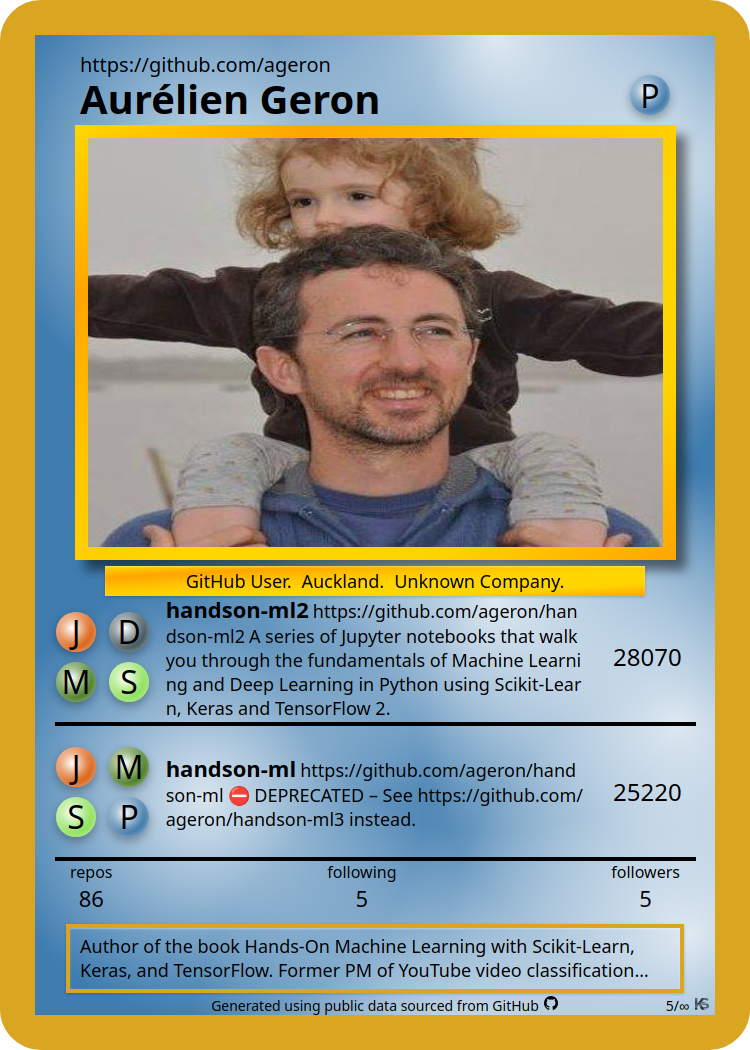 https://github.com/ageron
Aurélien Geron
P
GitHub User.  Auckland.  Unknown Company.
J D
M S
handson-ml2 https://github.com/ageron/han
dson-ml2 A series of Jupyter notebooks that walk
you through the fundamentals of Machine Learni
ng and Deep Learning in Python using Scikit-Lear
n, Keras and TensorFlow 2.
28070
J M
S P
handson-ml https://github.com/ageron/hand
son-ml ⛔ DEPRECATED – See https://github.com/
ageron/handson-ml3 instead.
25220
repos following followers
86 5 5
Author of the book Hands-On Machine Learning with Scikit-Learn,
Keras, and TensorFlow. Former PM of YouTube video classification...
Generated using public data sourced from GitHub
5/∞ KS